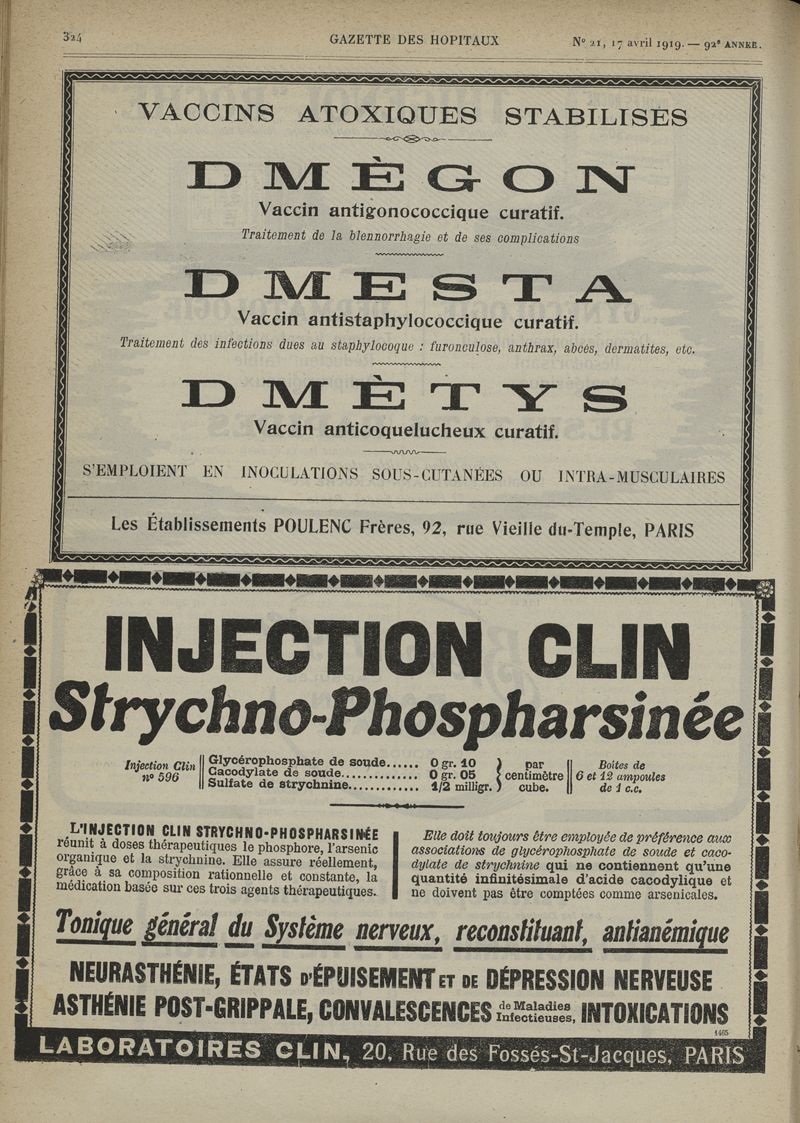 324
GAZETTE DES HOPITAUX
N° 21, 17 avril 1919. — 92e ANNEE.
VACCINS ATOXIQUES STABILISÉS
DMÈGON
Vaccin antigonococcique curatif.
Traitement de la blennorrhagie et de ses complications
DMESTA
Vaccin antistaphylococcique curatif.
Traitement des infections dues au staphylocoque : furonculose, anthrax, abcès, dermatites, etc.
DMÈTYS
Vaccin anticoquelucheux curatif.
S'EMPLOIENT EN INOCULATIONS SOUS-CUTANÉES OU INTRA-MUSCULAIRES
Les Établissements POULENC Frères, 92, rue Vieille du-Temple, PARIS
INJECTION CLIN
Strychno-Phospharsinée
Injection Clin
n° 596
Glycérophosphate de soude...... 0 gr. 10
Cacodylate de soude.............. 0 gr. 05
Sulfate de strychnine............. 1/2 milligr.
par
centimètre
cube.
Boîtes de
6 et 12 ampoules
de 1 c.c.
L'INJECTION CLIN STRYCHNO-PHOSPHARSINÉE
réunit à doses thérapeutiques le phosphore, l'arsenic
organique et la strychnine. Elle assure réellement,
grâce à sa composition rationnelle et constante, la
médication basée sur ces trois agents thérapeutiques.
Elle doit toujours être employée de préférence aux
associations de glycérophosphate de soude et caco-
dylate de strychnine qui ne contiennent qu'une
quantité infinitésimale d'acide cacodylique et
ne doivent pas être comptées comme arsenicales.
Tonique général du Système nerveux, reconstituant, antianémique
NEURASTHÉNIE, ÉTATS D'ÉPUISEMENT ET DE DÉPRESSION NERVEUSE
ASTHÉNIE POST-GRIPPALE, CONVALESCENCES de Maladies Infectieuses, INTOXICATIONS
1465
LABORATOIRES CLIN, 20, Rue des Fossés-St-Jacques, PARIS